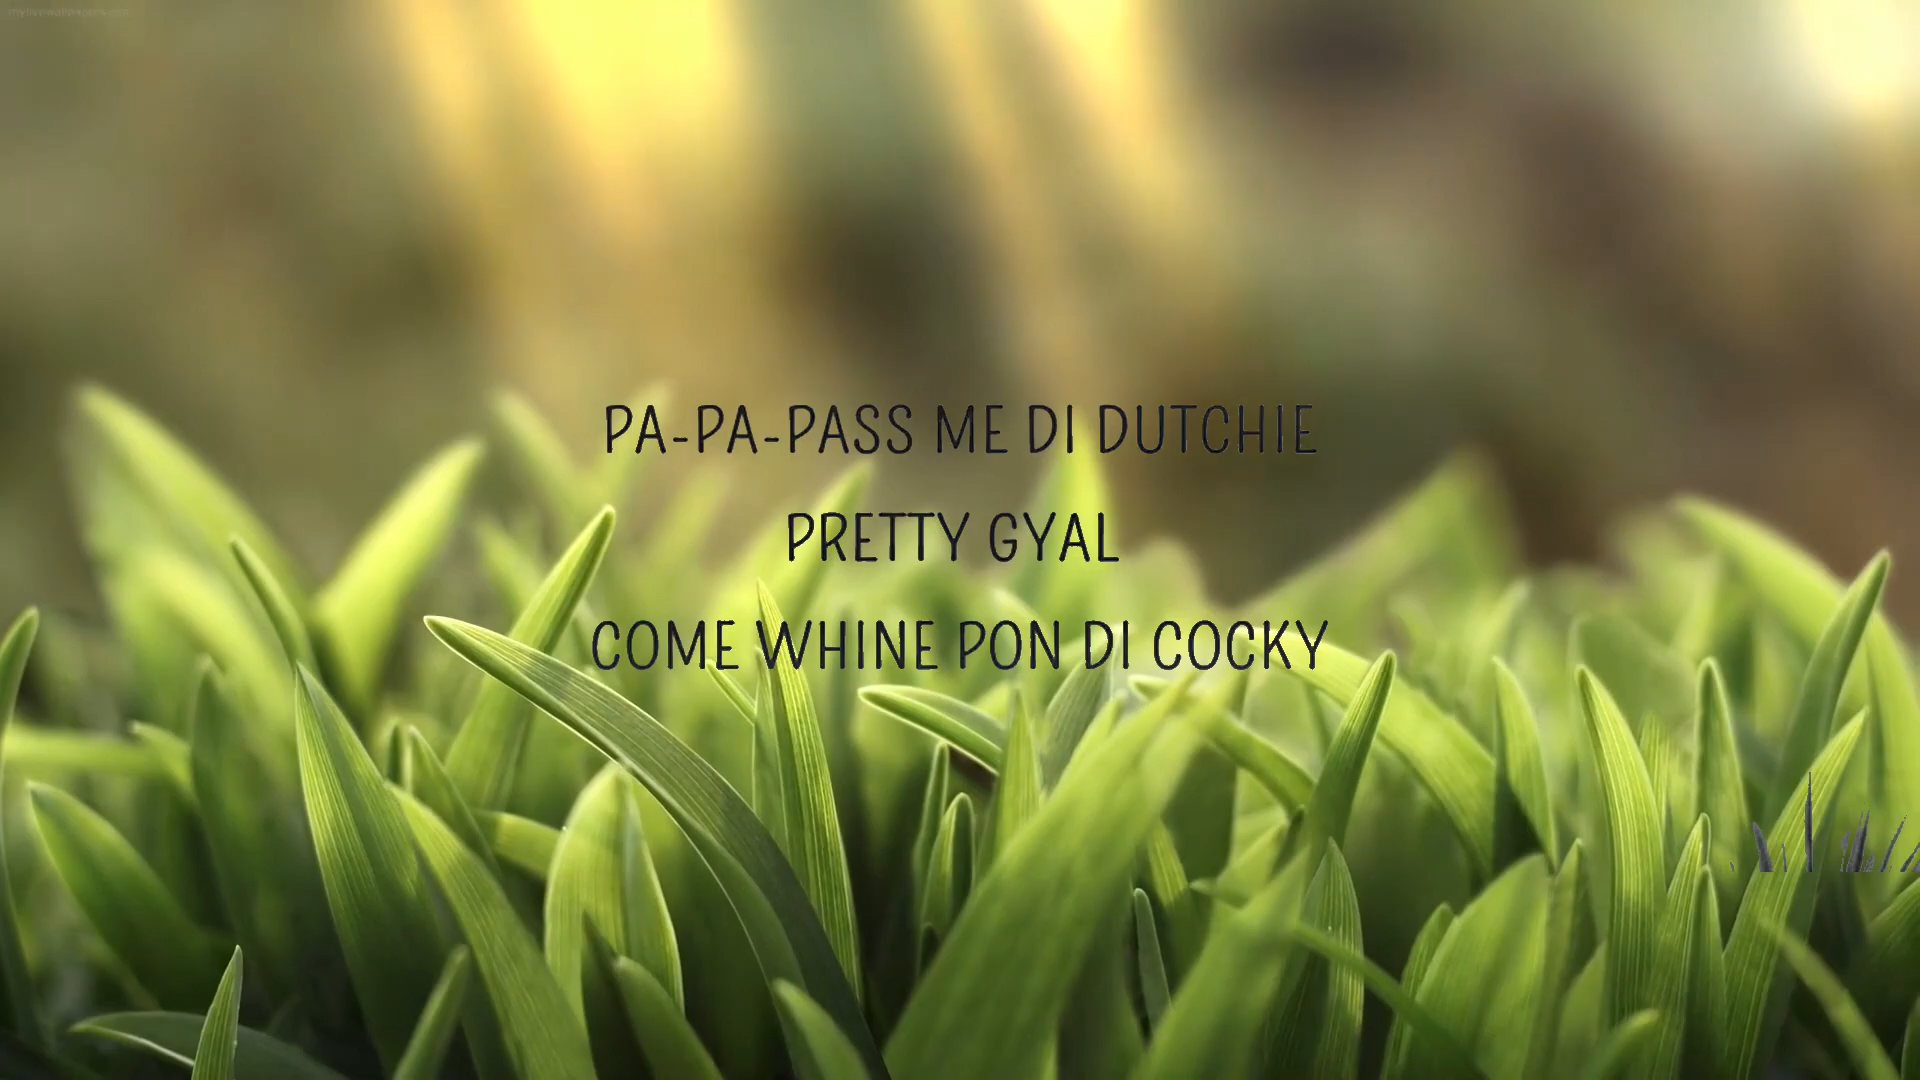 PA-PA-PASS ME DI DUTCHIE
PRETTY GYAL
COME WHINE PON DI COCKY